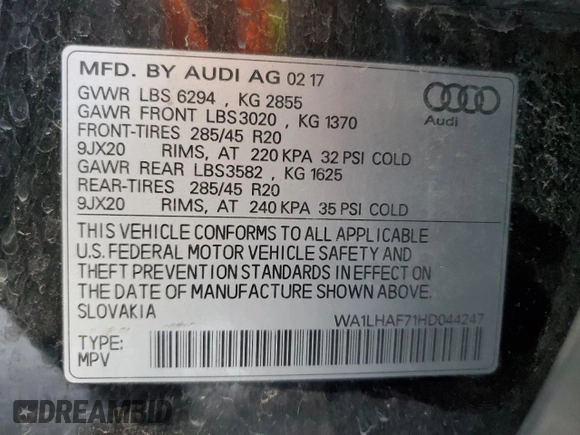 MFD. BY AUDI AG 02 17
GVWR LBS 6294 , KG 2855
GAWR FRONT LBS3020 , KG 1370
FRONT-TIRES 285/45 R20
9JX20 RIMS, AT 220 KPA 32 PSI COLD
GAWR REAR LBS3582 , KG 1625
REAR-TIRES 285/45 R20
9JX20 RIMS, AT 240 KPA 35 PSI COLD
Audi
THIS VEHICLE CONFORMS TO ALL APPLICABLE
U.S. FEDERAL MOTOR VEHICLE SAFETY AND
THEFT PREVENTION STANDARDS IN EFFECT ON
THE DATE OF MANUFACTURE SHOWN ABOVE.
SLOVAKIA WA1LHAF71HD044247
TYPE:
MPV
DREAMBID